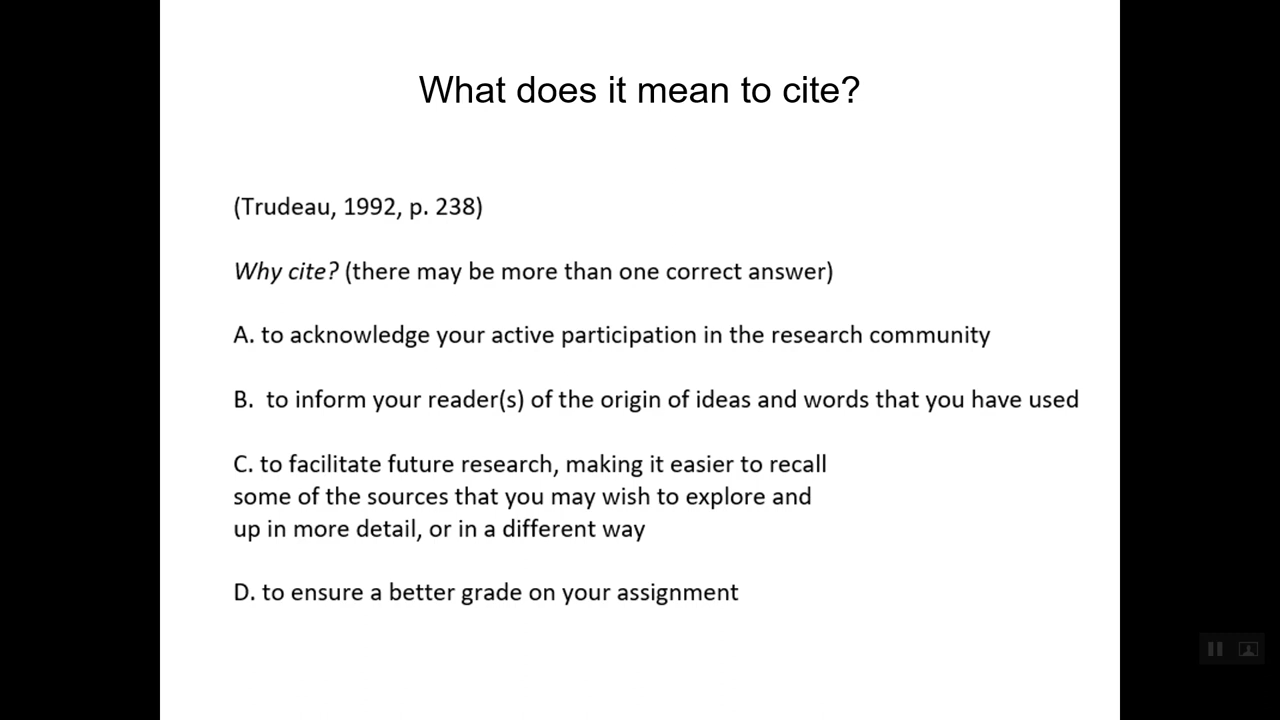 What does it mean to cite?
(Trudeau, 1992, p. 238)
Why cite? (there may be more than one correct answer)
A. to acknowledge your active participation in the research community
B.  to inform your reader(s) of the origin of ideas and words that you have used
C. to facilitate future research, making it easier to recall
some of the sources that you may wish to explore and
up in more detail, or in a different way
D. to ensure a better grade on your assignment